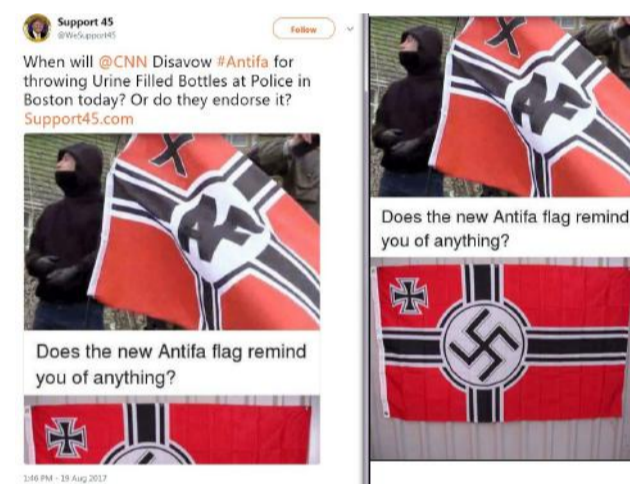 Support 45
@WeSupport45
Follow
When will @CNN Disavow #Antifa for
throwing Urine Filled Bottles at Police in
Boston today? Or do they endorse it?
Support45.com
Does the new Antifa flag remind
you of anything?
1:46 PM - 19 Aug 2017
Does the new Antifa flag remind
you of anything?